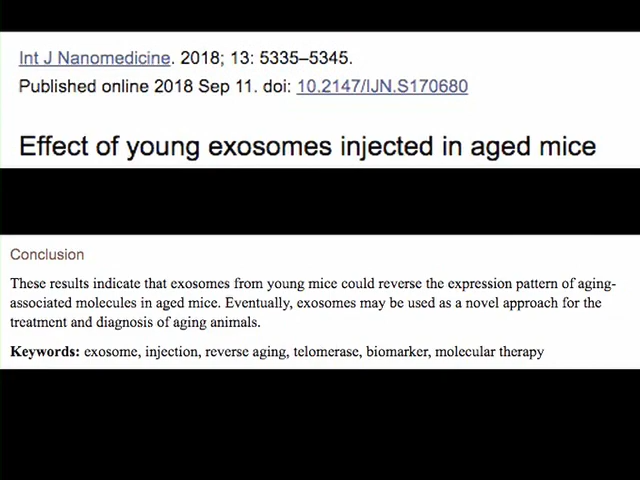 Int J Nanomedicine. 2018; 13: 5335–5345.
Published online 2018 Sep 11. doi: 10.2147/IJN.S170680
Effect of young exosomes injected in aged mice
Conclusion
These results indicate that exosomes from young mice could reverse the expression pattern of aging-
associated molecules in aged mice. Eventually, exosomes may be used as a novel approach for the
treatment and diagnosis of aging animals.
Keywords: exosome, injection, reverse aging, telomerase, biomarker, molecular therapy